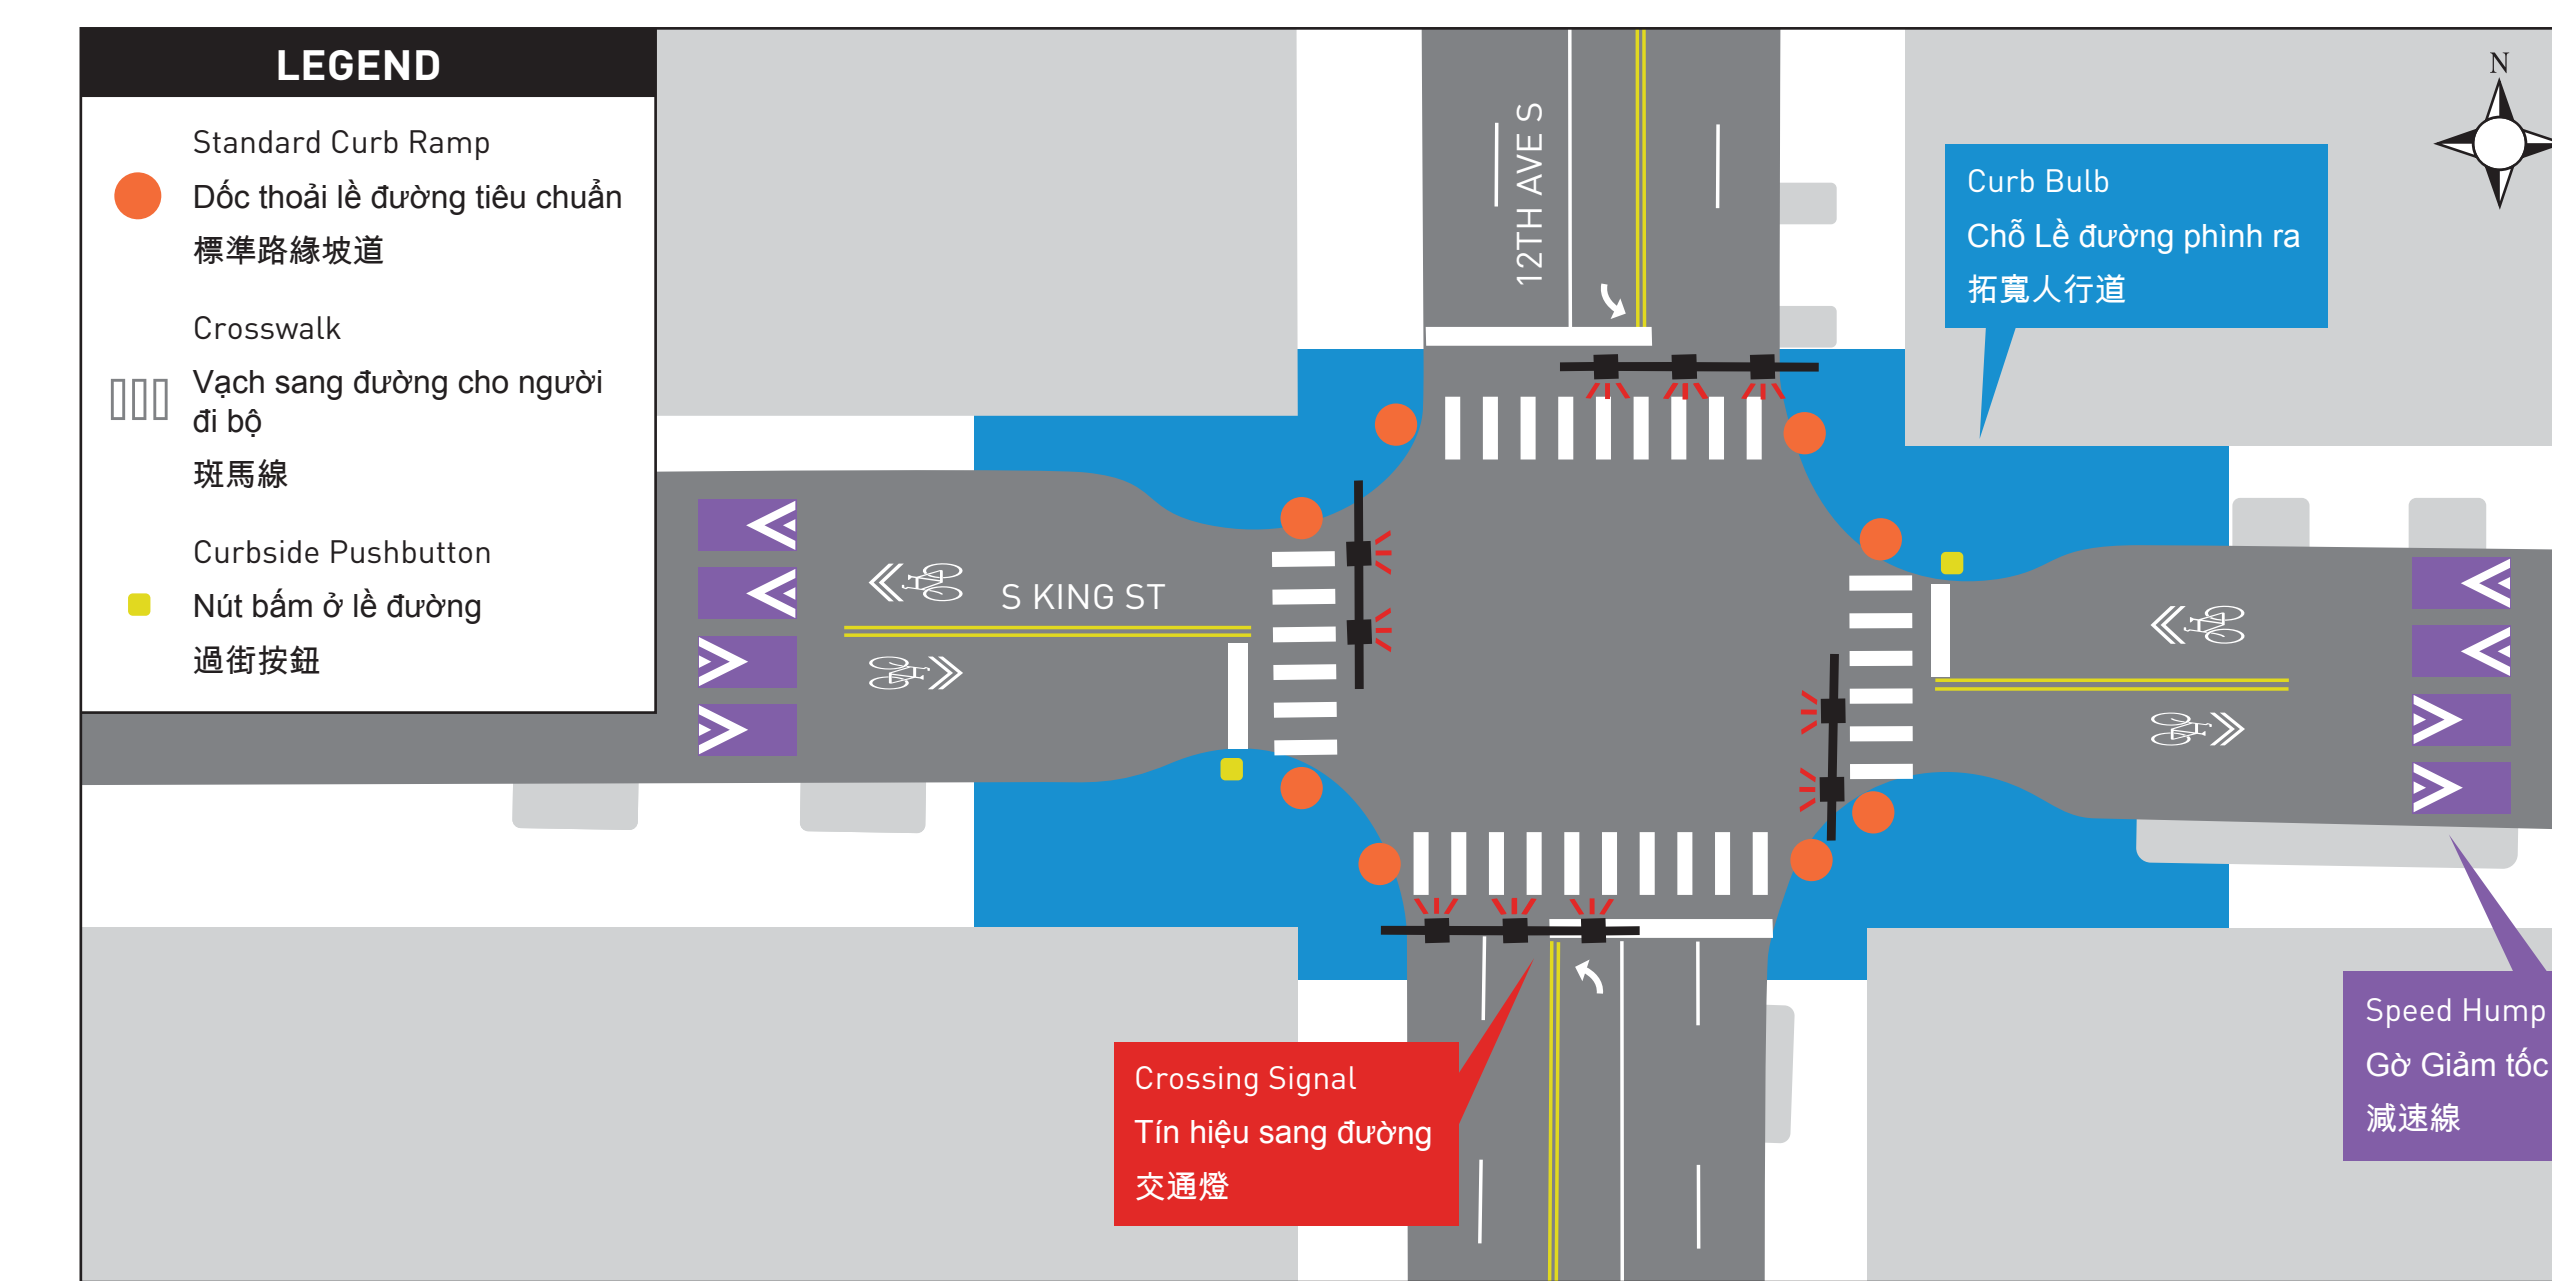 LEGEND
Standard Curb Ramp
Dốc thoải lề đường tiêu chuẩn
標準路緣坡道
Crosswalk
Vạch sang đường cho người
đi bộ
斑馬線
Curbside Pushbutton
Nút bấm ở lề đường
過街按鈕
12TH AVE S
N
Curb Bulb
Chỗ Lề đường phình ra
拓寬人行道
S KING ST
Crossing Signal
Tín hiệu sang đường
交通燈
Speed Hump
Gờ Giảm tốc
減速線